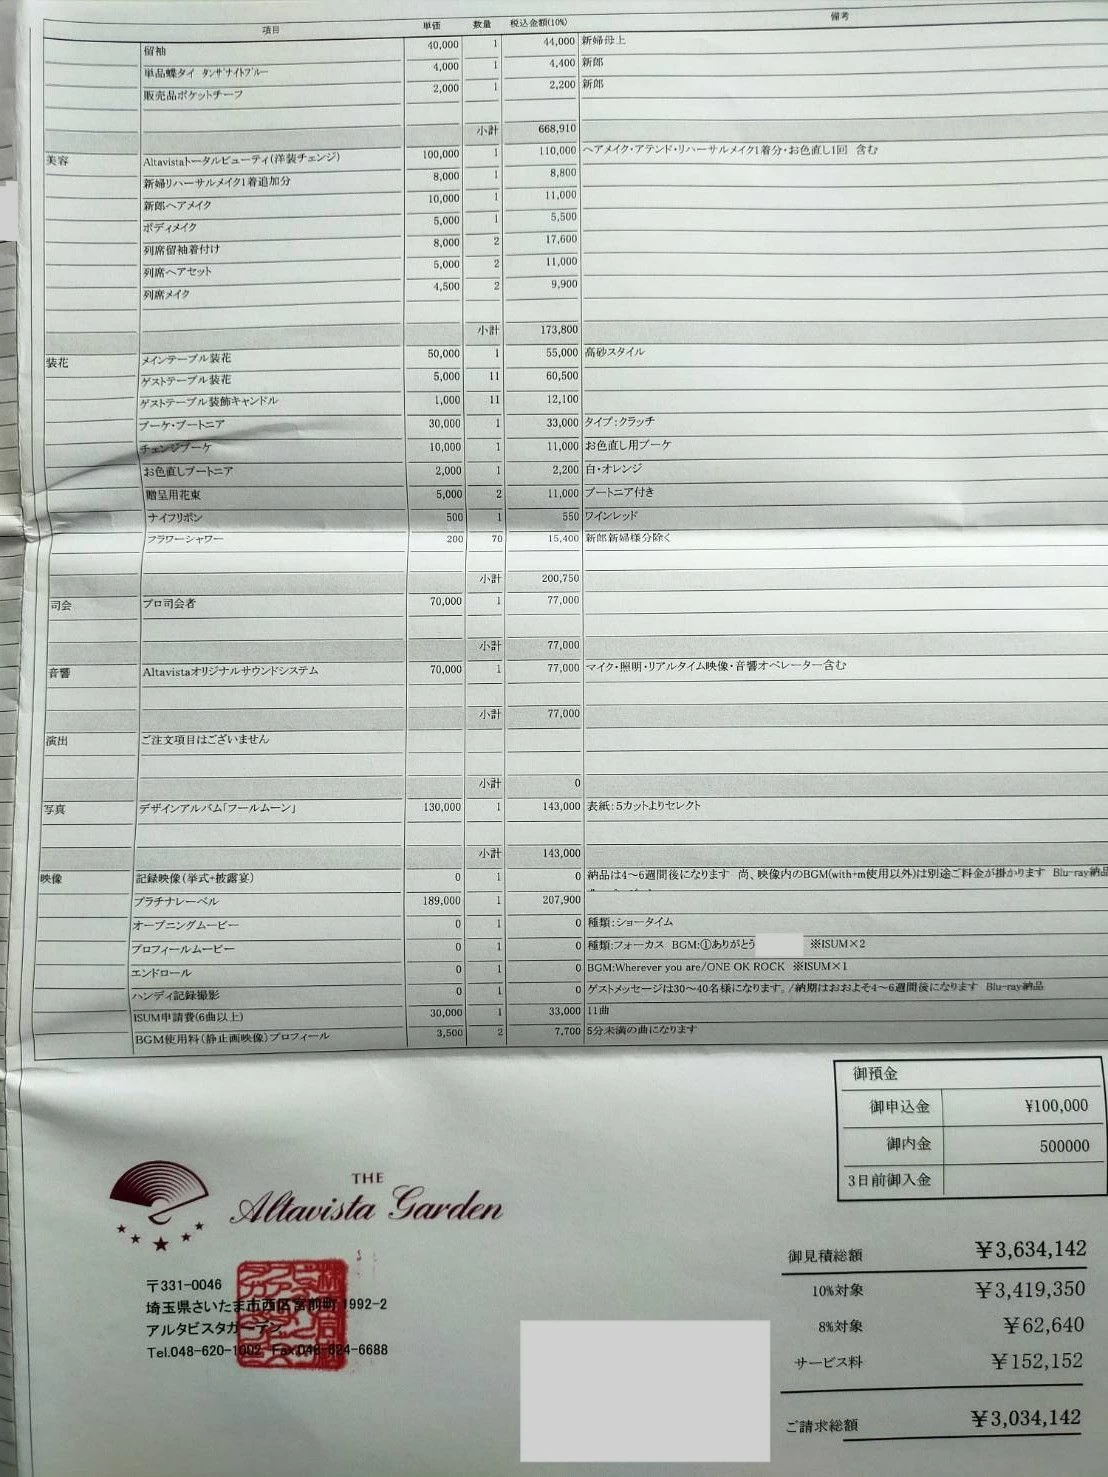 項目 単価 数量 税込金額(10%) 備考
留袖 40,000 1 44,000 新婦母上
単品蝶タイ タンザナイトブルー 4,000 1 4,400 新郎
販売品ポケットチーフ 2,000 1 2,200 新郎
小計 668,910
美容 Altavistaトータルビューティ(洋装チェンジ) 100,000 1 110,000 ヘアメイク・アテンド・リハーサルメイク1着分・お色直し1回 含む
新婦リハーサルメイク1着追加分 8,000 1 8,800
新郎ヘアメイク 10,000 1 11,000
ボディメイク 5,000 1 5,500
列席留袖着付け 8,000 2 17,600
列席ヘアセット 5,000 2 11,000
列席メイク 4,500 2 9,900
小計 173,800
装花 メインテーブル装花 50,000 1 55,000 高砂スタイル
ゲストテーブル装花 5,000 11 60,500
ゲストテーブル装飾キャンドル 1,000 11 12,100
ブーケ・ブートニア 30,000 1 33,000 タイプ:クラッチ
チェンジブーケ 10,000 1 11,000 お色直し用ブーケ
お色直しブートニア 2,000 1 2,200 白・オレンジ
贈呈用花束 5,000 2 11,000 ブートニア付き
ナイフリボン 500 1 550 ワインレッド
フラワーシャワー 200 70 15,400 新郎新婦様分除く
小計 200,750
司会 プロ司会者 70,000 1 77,000
小計 77,000
音響 Altavistaオリジナルサウンドシステム 70,000 1 77,000 マイク・照明・リアルタイム映像・音響オペレーター含む
小計 77,000
演出 ご注文項目はございません
小計 0
写真 デザインアルバム「フールムーン」 130,000 1 143,000 表紙:5カットよりセレクト
小計 143,000
映像 記録映像(挙式+披露宴) 0 1 0 納品は4～6週間後になります 尚、映像内のBGM(with+m使用以外)は別途ご料金が掛かります Blu-ray納品
プラチナレーベル 189,000 1 207,900
オープニングムービー 0 1 0 種類:ショータイム
プロフィールムービー 0 1 0 種類:フォーカス BGM:①ありがとう ※ISUM×2
エンドロール 0 1 0 BGM:Wherever you are/ONE OK ROCK ※ISUM×1
ハンディ記録撮影 0 1 0 ゲストメッセージは30～40名様になります。/納期はおおよそ4～6週間後になります Blu-ray納品
ISUM申請費(6曲以上) 30,000 1 33,000 11曲
BGM使用料(静止画映像)プロフィール 3,500 2 7,700 5分未満の曲になります
御預金
御申込金 ¥100,000
御内金 500000
3日前御入金
THE
Altavista Garden
〒331-0046
埼玉県さいたま市西区宮前町 1992-2
アルタビスタガーデン
Tel.048-620-1002 Fax.048-624-6688
御見積総額 ￥3,634,142
10%対象 ￥3,419,350
8%対象 ￥62,640
サービス料 ￥152,152
ご請求総額 ￥3,034,142